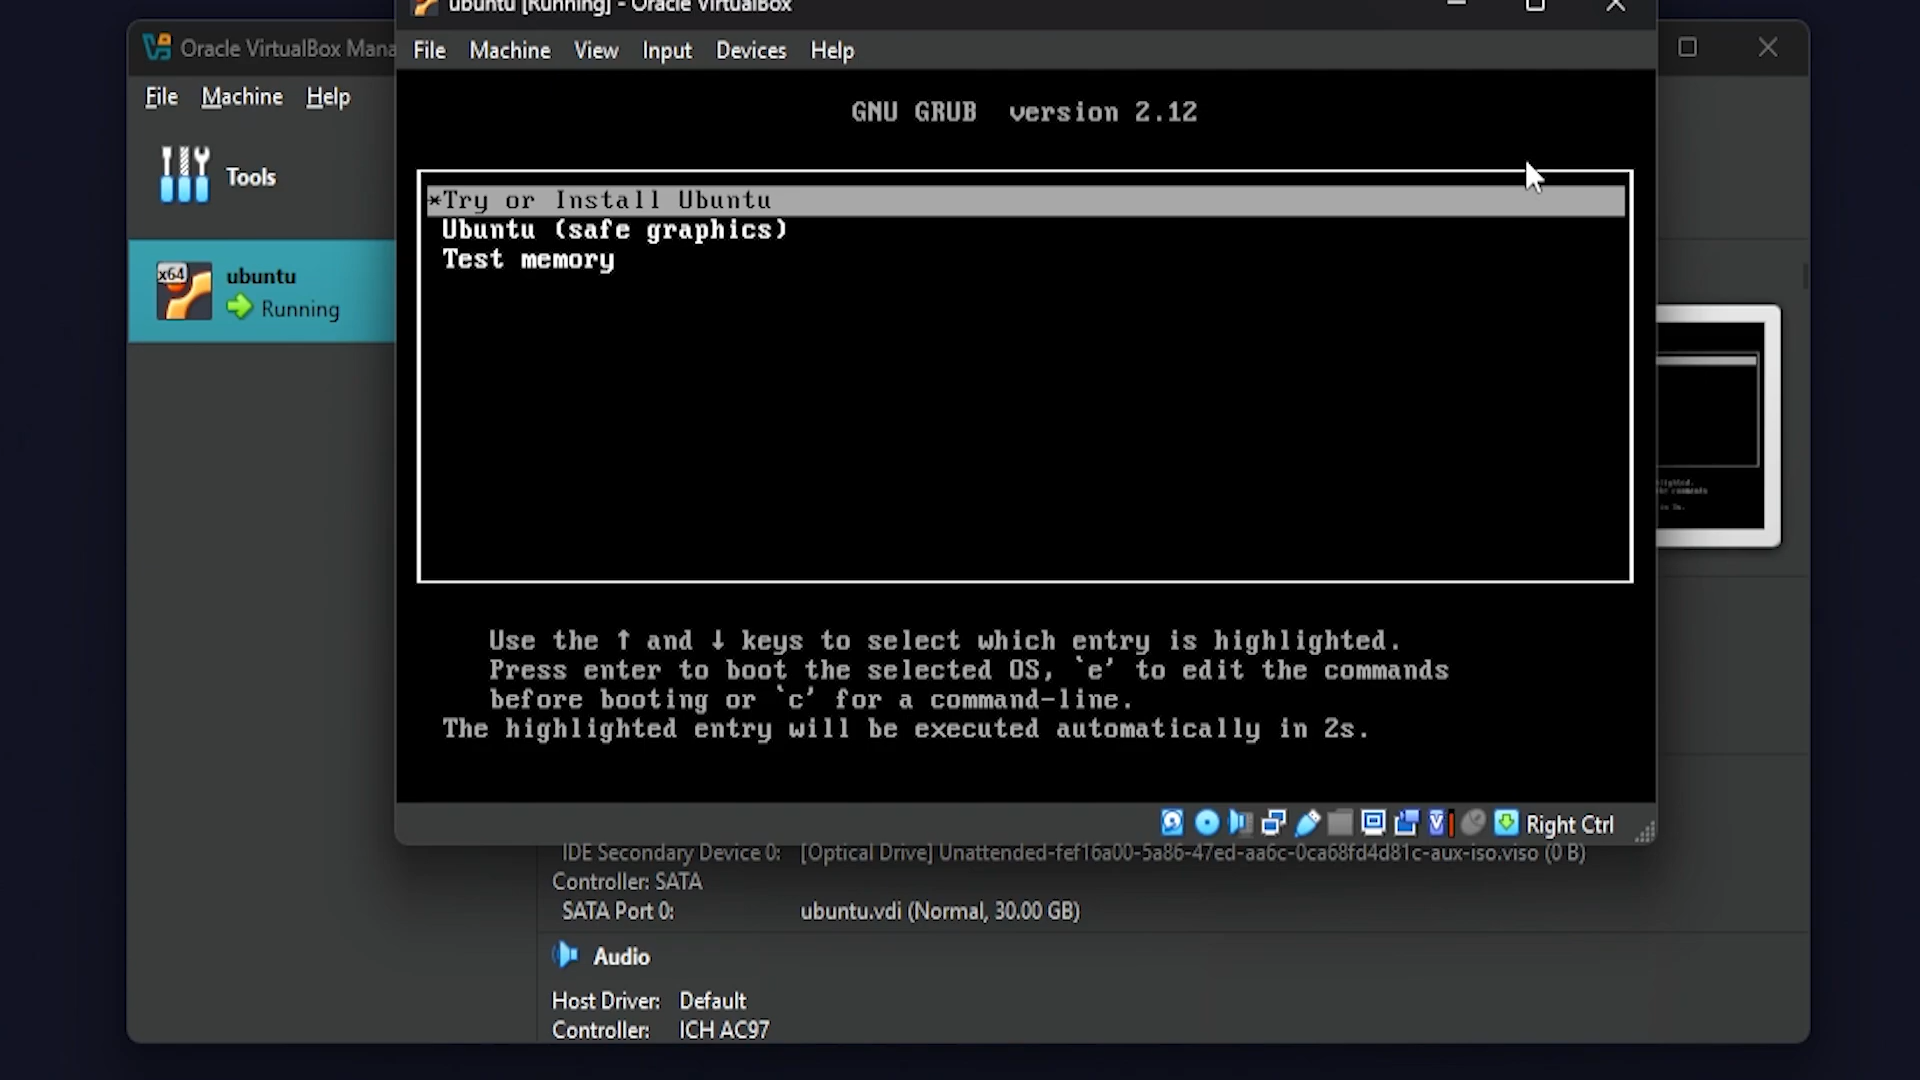 ubuntu [Running] - Oracle VirtualBox
Oracle VirtualBox Mana
File Machine View Input Devices Help
File Machine Help
GNU GRUB version 2.12
Tools
*Try or Install Ubuntu
Ubuntu (safe graphics)
Test memory
x64
ubuntu
Running
Use the ↑ and ↓ keys to select which entry is highlighted.
Press enter to boot the selected OS, `e' to edit the commands
before booting or `c' for a command-line.
The highlighted entry will be executed automatically in 2s.
Right Ctrl
IDE Secondary Device 0: [Optical Drive] Unattended-fef16a00-5a86-47ed-aa6c-0ca68fd4d81c-aux-iso.viso (0 B)
Controller: SATA
SATA Port 0: ubuntu.vdi (Normal, 30.00 GB)
Audio
Host Driver: Default
Controller: ICH AC97